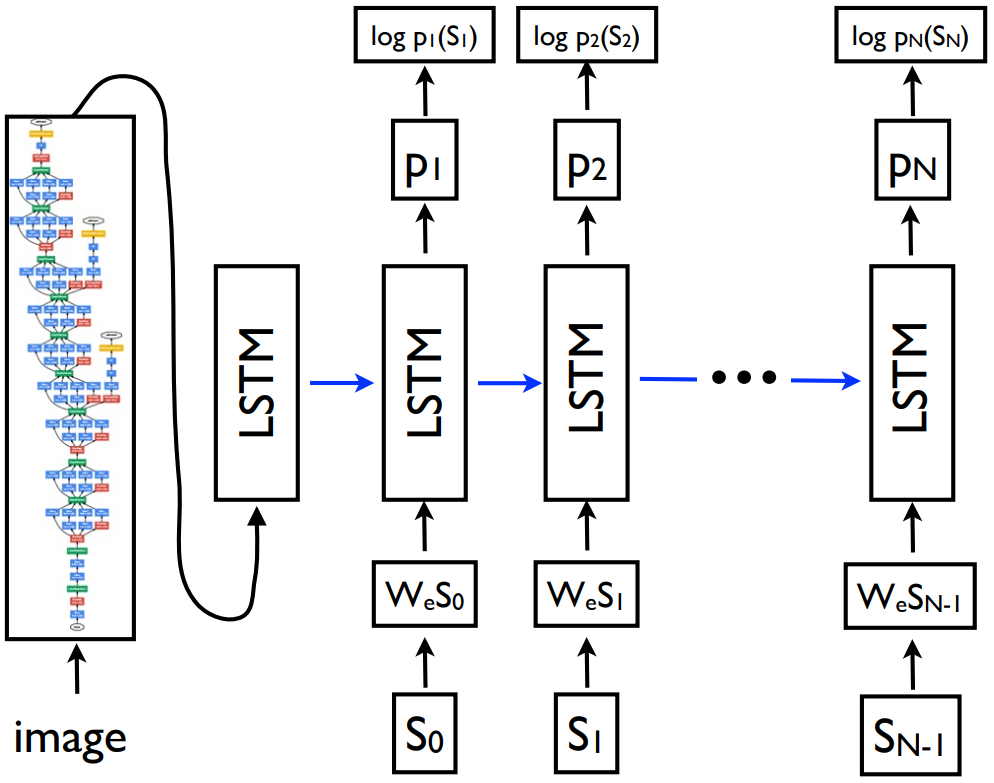 log p1(S1) log p2(S2) log pN(SN)
p1 p2 pN
LSTM LSTM LSTM ••• LSTM
WeS0 WeS1 WeSN-1
S0 S1 SN-1
image